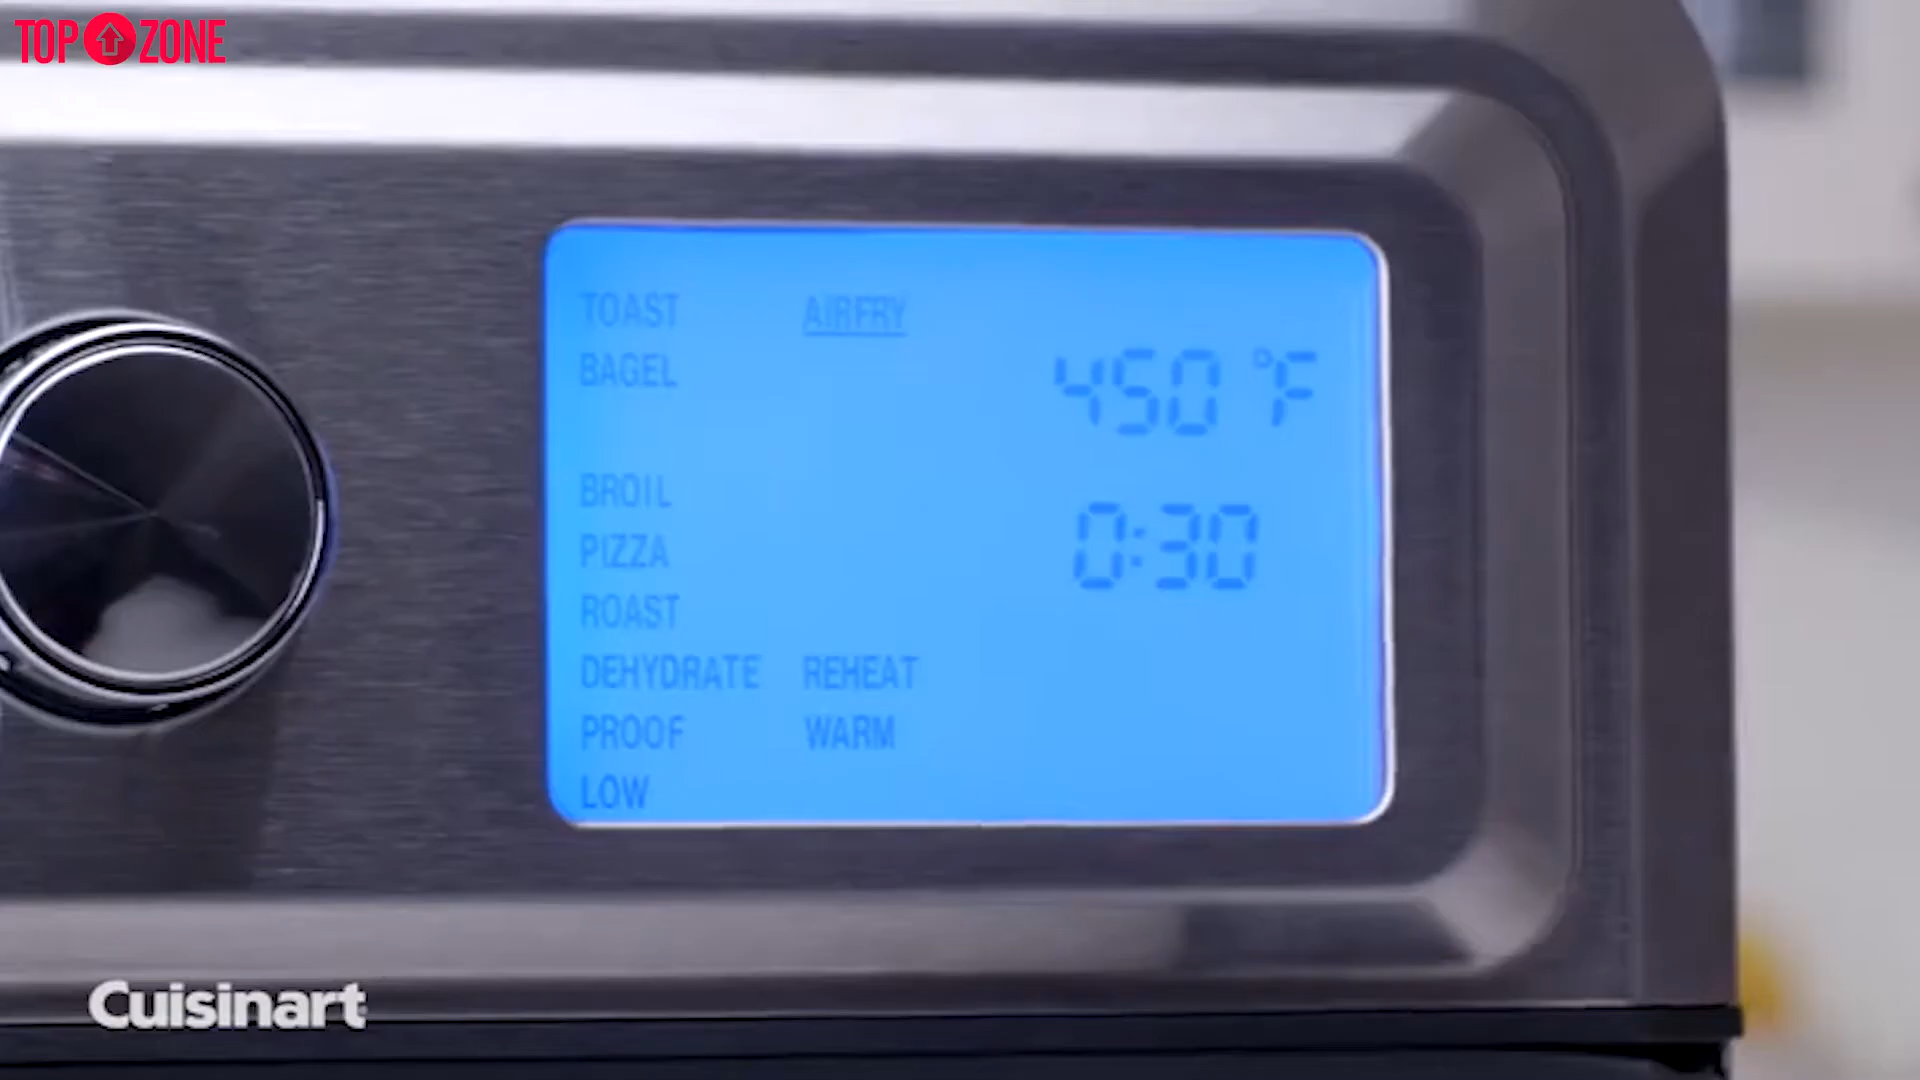 TOP ZONE
TOAST AIRFRY
BAGEL
450 °F
BROIL
0:30
PIZZA
ROAST
DEHYDRATE REHEAT
PROOF WARM
LOW
Cuisinart